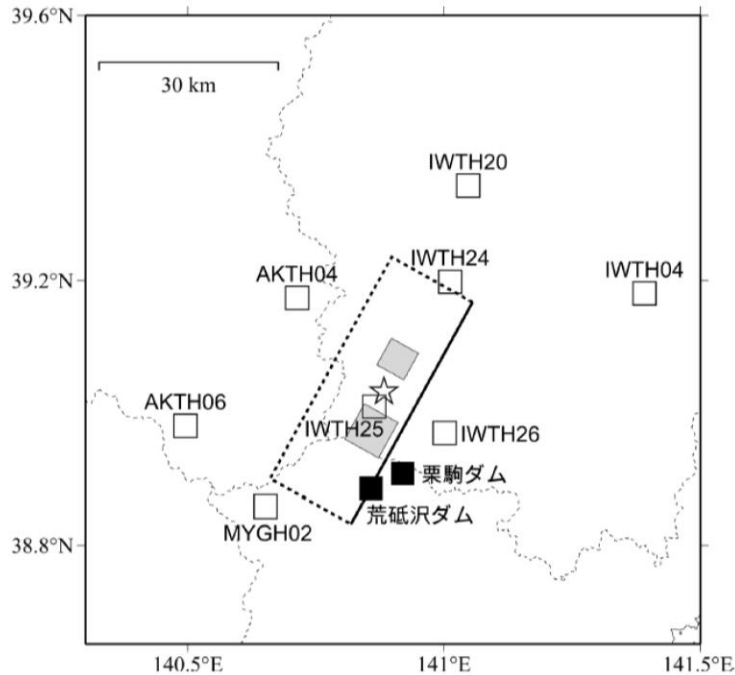 39.6°N
30 km
IWTH20
IWTH24
39.2°N
AKTH04
IWTH04
AKTH06
IWTH25
IWTH26
栗駒ダム
荒砥沢ダム
MYGH02
38.8°N
140.5°E
141°E
141.5°E